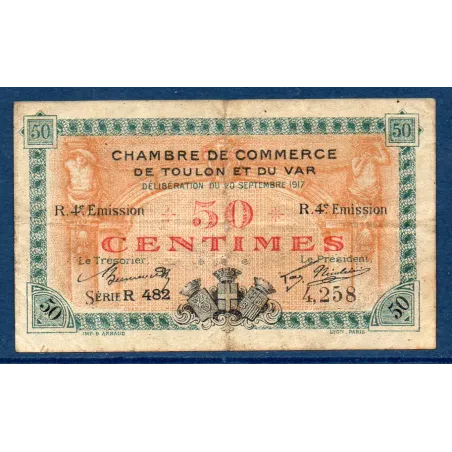 50 50
CHAMBRE DE COMMERCE
DE TOULON ET DU VAR
DÉLIBÉRATION DU 20 SEPTEMBRE 1917
R. 4e Emission 50 R. 4e Emission
CENTIMES
Le Trésorier, Le Président,
SÉRIE R 482 4,258
50 50
IMP. B. ARNAUD LYON, PARIS